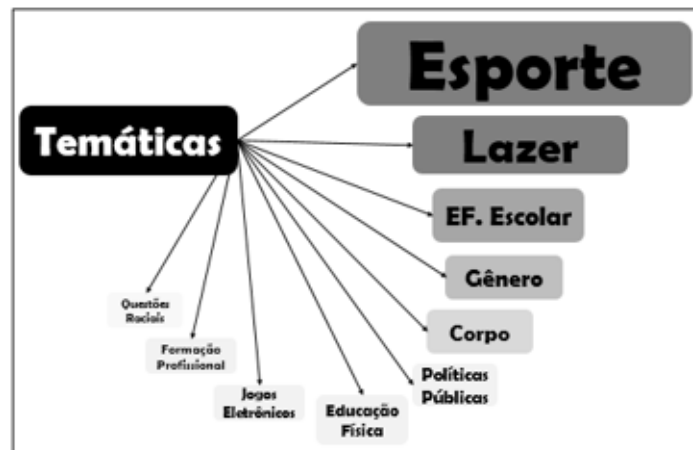 Esporte
Temáticas
Lazer
EF. Escolar
Gênero
Corpo
Políticas
Públicas
Educação
Física
Jogos
Eletrônicos
Formação
Profissional
Questões
Raciais